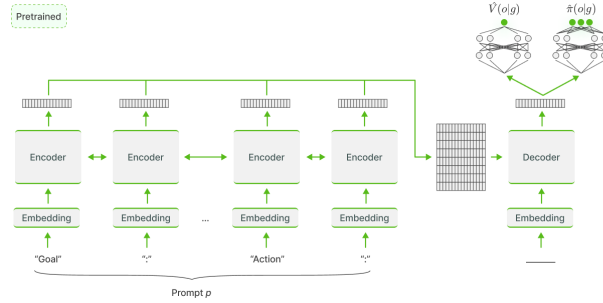 Pretrained
V̂(o|g) π̂(o|g)
Encoder Encoder Encoder Encoder Decoder
Embedding Embedding ... Embedding Embedding Embedding
“Goal” “:” “Action” “:”
Prompt p